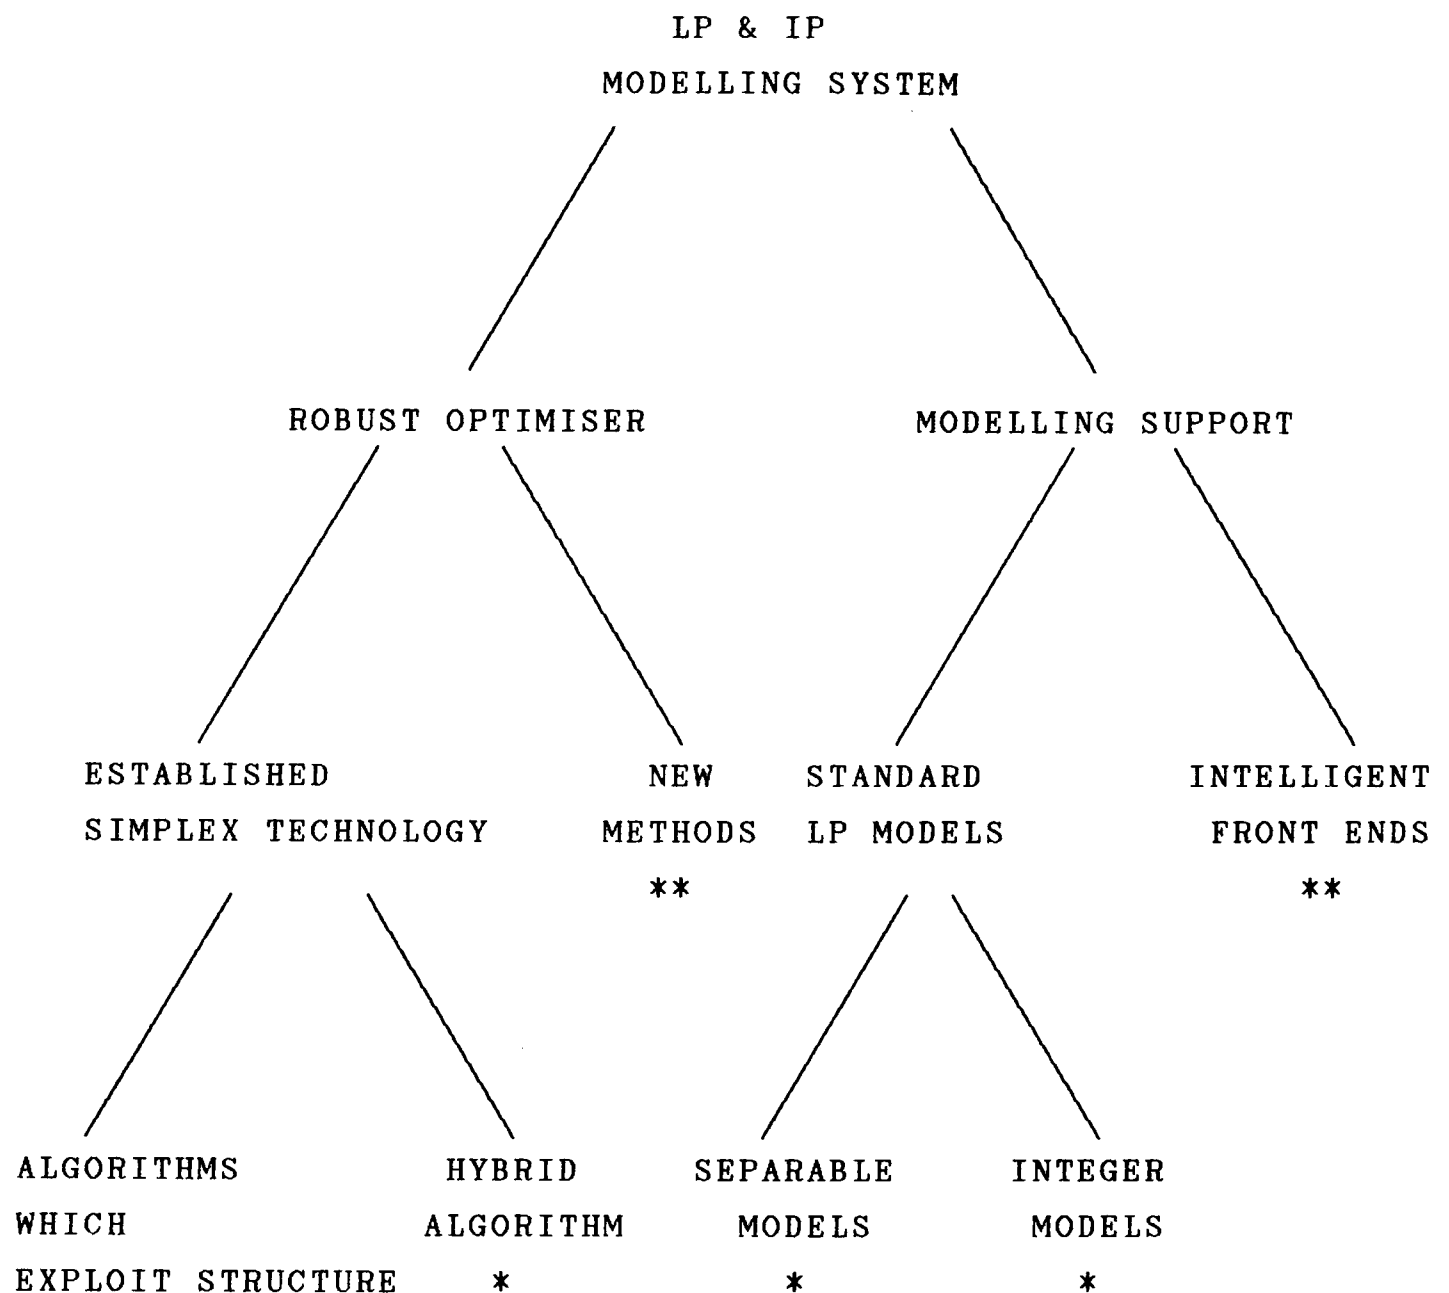 LP & IP
MODELLING SYSTEM
ROBUST OPTIMISER
MODELLING SUPPORT
ESTABLISHED
SIMPLEX TECHNOLOGY
NEW
METHODS
**
STANDARD
LP MODELS
INTELLIGENT
FRONT ENDS
**
ALGORITHMS
WHICH
EXPLOIT STRUCTURE
HYBRID
ALGORITHM
*
SEPARABLE
MODELS
*
INTEGER
MODELS
*